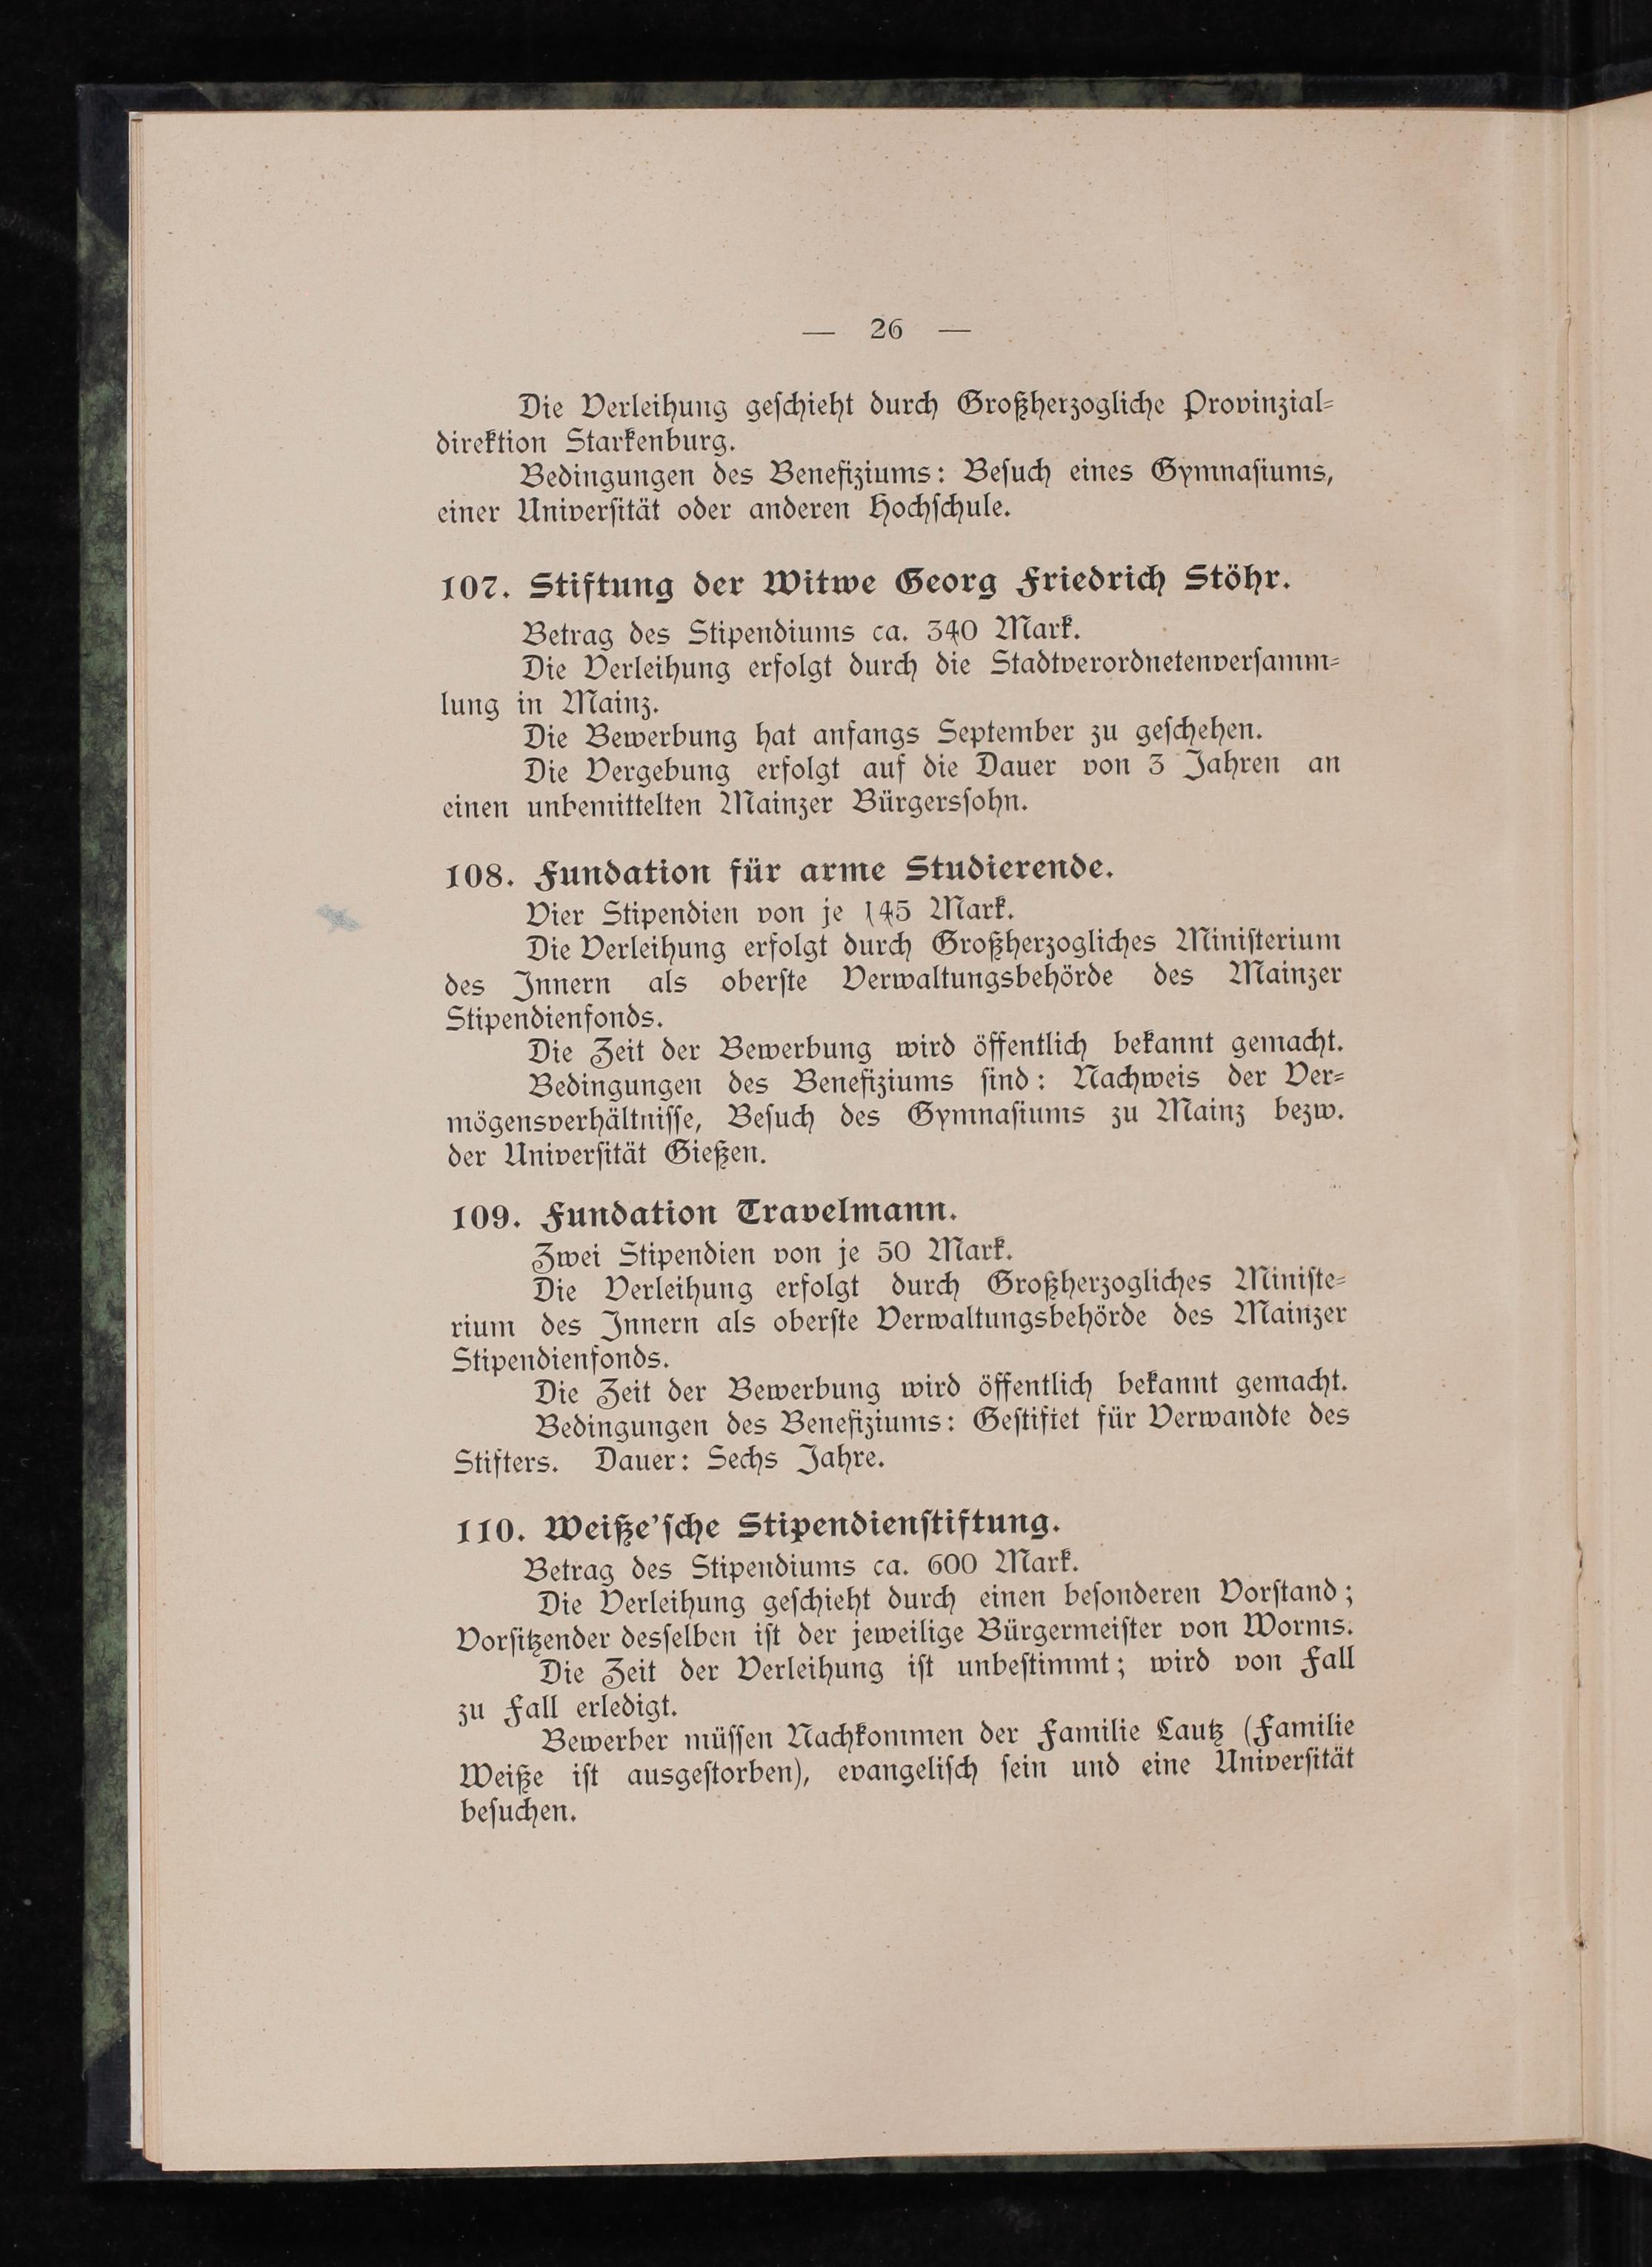 — 26 —
Die Verleihung geschieht durch Großherzogliche Provinzial-
direktion Starkenburg.
Bedingungen des Benefiziums: Besuch eines Gymnasiums,
einer Universität oder anderen Hochschule.
107. Stiftung der Witwe Georg Friedrich Stöhr.
Betrag des Stipendiums ca. 340 Mark.
Die Verleihung erfolgt durch die Stadtverordnetenversamm-
lung in Mainz.
Die Bewerbung hat anfangs September zu geschehen.
Die Vergebung erfolgt auf die Dauer von 3 Jahren an
einen unbemittelten Mainzer Bürgerssohn.
108. Fundation für arme Studierende.
Vier Stipendien von je 145 Mark.
Die Verleihung erfolgt durch Großherzogliches Ministerium
des Innern als oberste Verwaltungsbehörde des Mainzer
Stipendienfonds.
Die Zeit der Bewerbung wird öffentlich bekannt gemacht.
Bedingungen des Benefiziums sind: Nachweis der Ver-
mögensverhältnisse, Besuch des Gymnasiums zu Mainz bezw.
der Universität Gießen.
109. Fundation Travelmann.
Zwei Stipendien von je 50 Mark.
Die Verleihung erfolgt durch Großherzogliches Ministe-
rium des Innern als oberste Verwaltungsbehörde des Mainzer
Stipendienfonds.
Die Zeit der Bewerbung wird öffentlich bekannt gemacht.
Bedingungen des Benefiziums: Gestiftet für Verwandte des
Stifters. Dauer: Sechs Jahre.
110. Weiße'sche Stipendienstiftung.
Betrag des Stipendiums ca. 600 Mark.
Die Verleihung geschieht durch einen besonderen Vorstand;
Vorsitzender desselben ist der jeweilige Bürgermeister von Worms.
Die Zeit der Verleihung ist unbestimmt; wird von Fall
zu Fall erledigt.
Bewerber müssen Nachkommen der Familie Lautz (Familie
Weiße ist ausgestorben), evangelisch sein und eine Universität
besuchen.